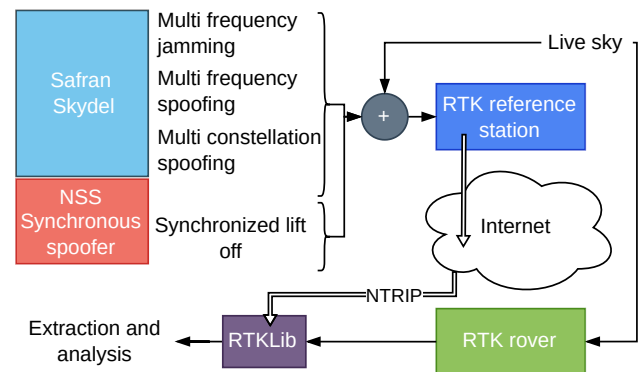 Safran
Skydel
Multi frequency
jamming
Multi frequency
spoofing
Multi constellation
spoofing
NSS
Synchronous
spoofer
Synchronized lift
off
+
Live sky
RTK reference
station
Internet
NTRIP
Extraction and
analysis
RTKLib
RTK rover